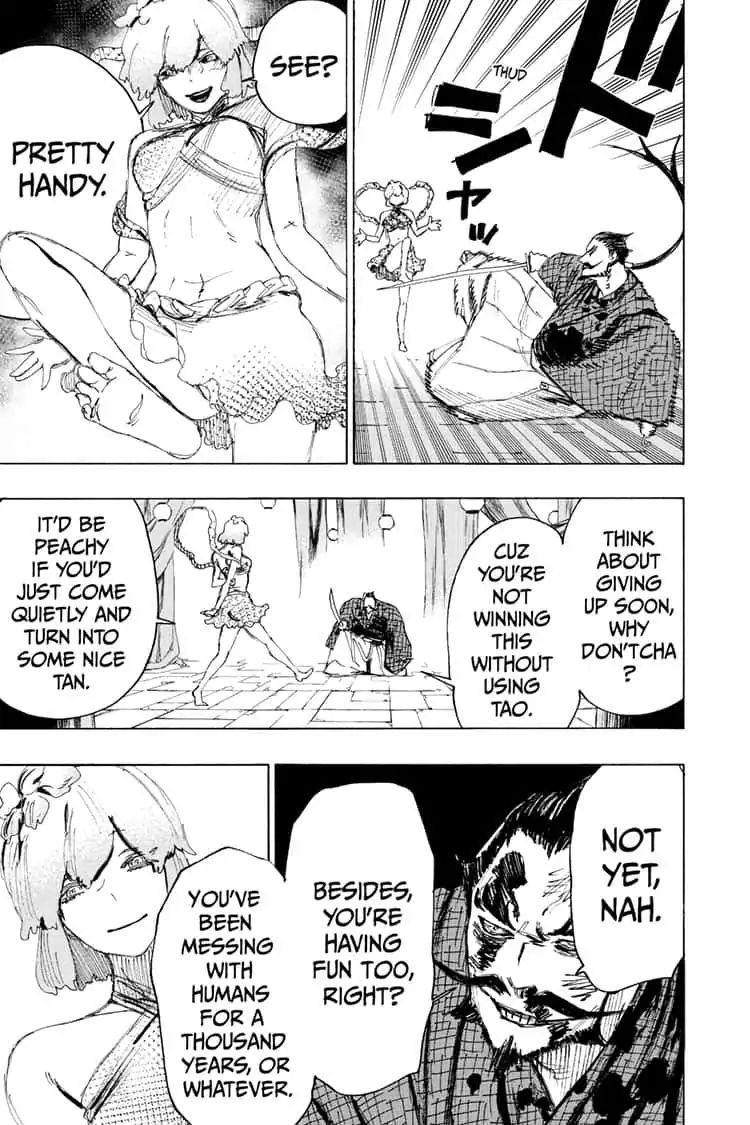 THUD
ドシャッ
SEE?
PRETTY
HANDY.
THINK
ABOUT
GIVING
UP SOON,
WHY
DON'TCHA
?
CUZ
YOU'RE
NOT
WINNING
THIS
WITHOUT
USING
TAO.
IT'D BE
PEACHY
IF YOU'D
JUST COME
QUIETLY AND
TURN INTO
SOME NICE
TAN.
NOT
YET,
NAH.
BESIDES,
YOU'RE
HAVING
FUN TOO,
RIGHT?
YOU'VE
BEEN
MESSING
WITH
HUMANS
FOR A
THOUSAND
YEARS, OR
WHATEVER.